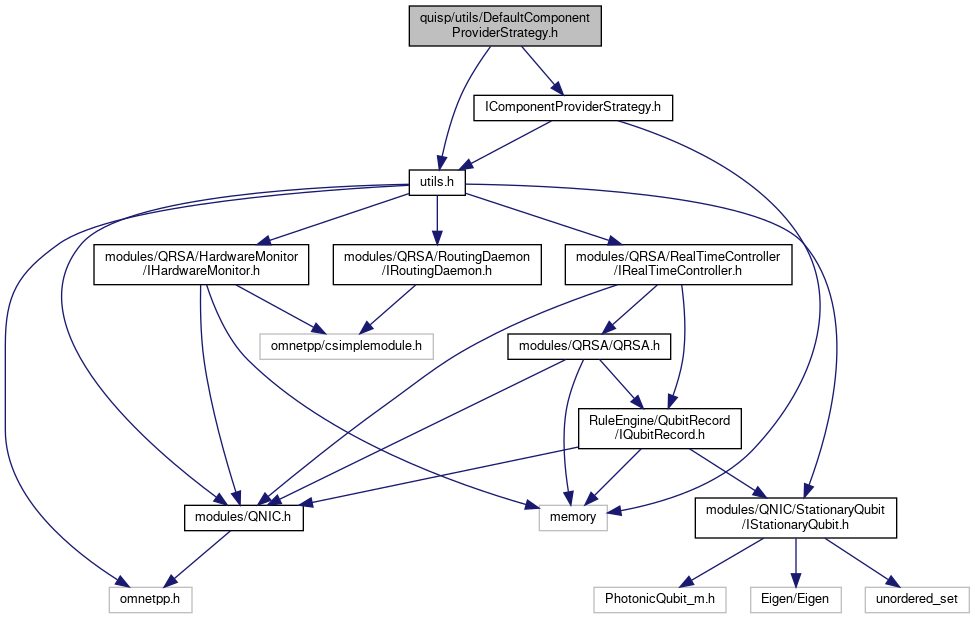 quisp/utils/DefaultComponent
ProviderStrategy.h
IComponentProviderStrategy.h
utils.h
modules/QRSA/HardwareMonitor
/IHardwareMonitor.h
modules/QRSA/RoutingDaemon
/IRoutingDaemon.h
modules/QRSA/RealTimeController
/IRealTimeController.h
omnetpp/csimplemodule.h
modules/QRSA/QRSA.h
RuleEngine/QubitRecord
/IQubitRecord.h
modules/QNIC.h
memory
modules/QNIC/StationaryQubit
/IStationaryQubit.h
omnetpp.h
PhotonicQubit_m.h
Eigen/Eigen
unordered_set